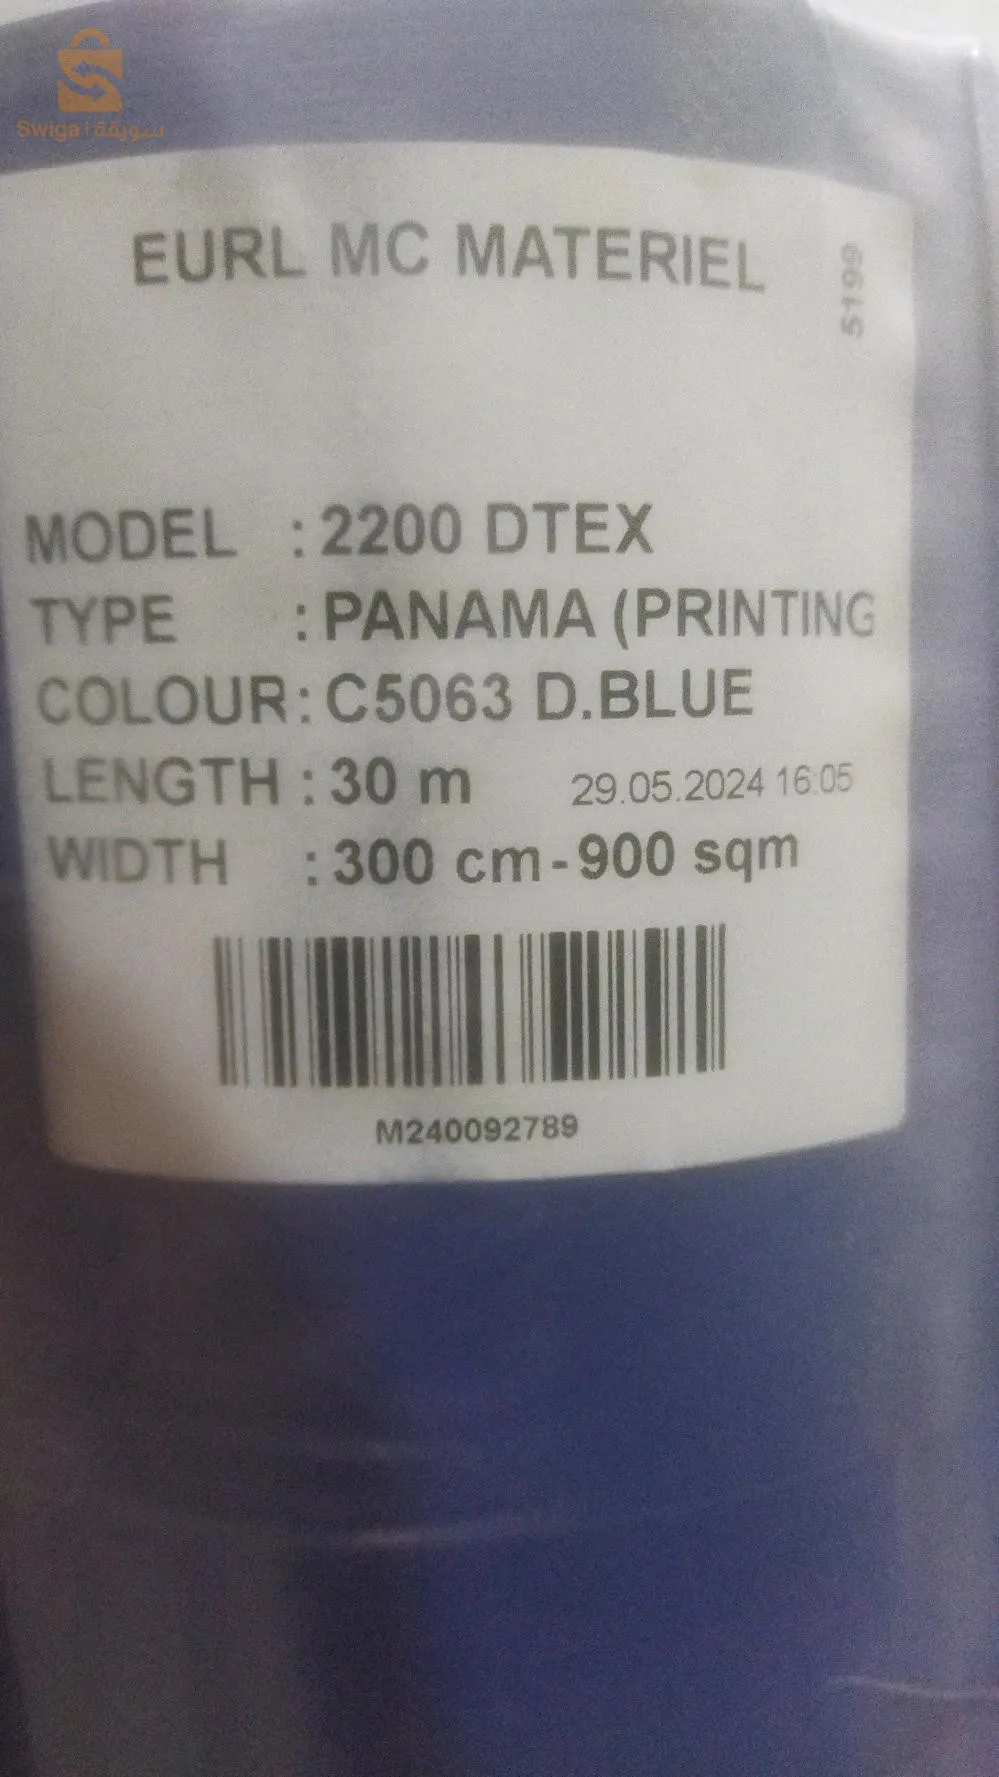 Swiga | سويقة
EURL MC MATERIEL
5199
MODEL : 2200 DTEX
TYPE : PANAMA (PRINTING
COLOUR : C5063 D.BLUE
LENGTH : 30 m 29.05.2024 16:05
WIDTH : 300 cm-900 sqm
M240092789